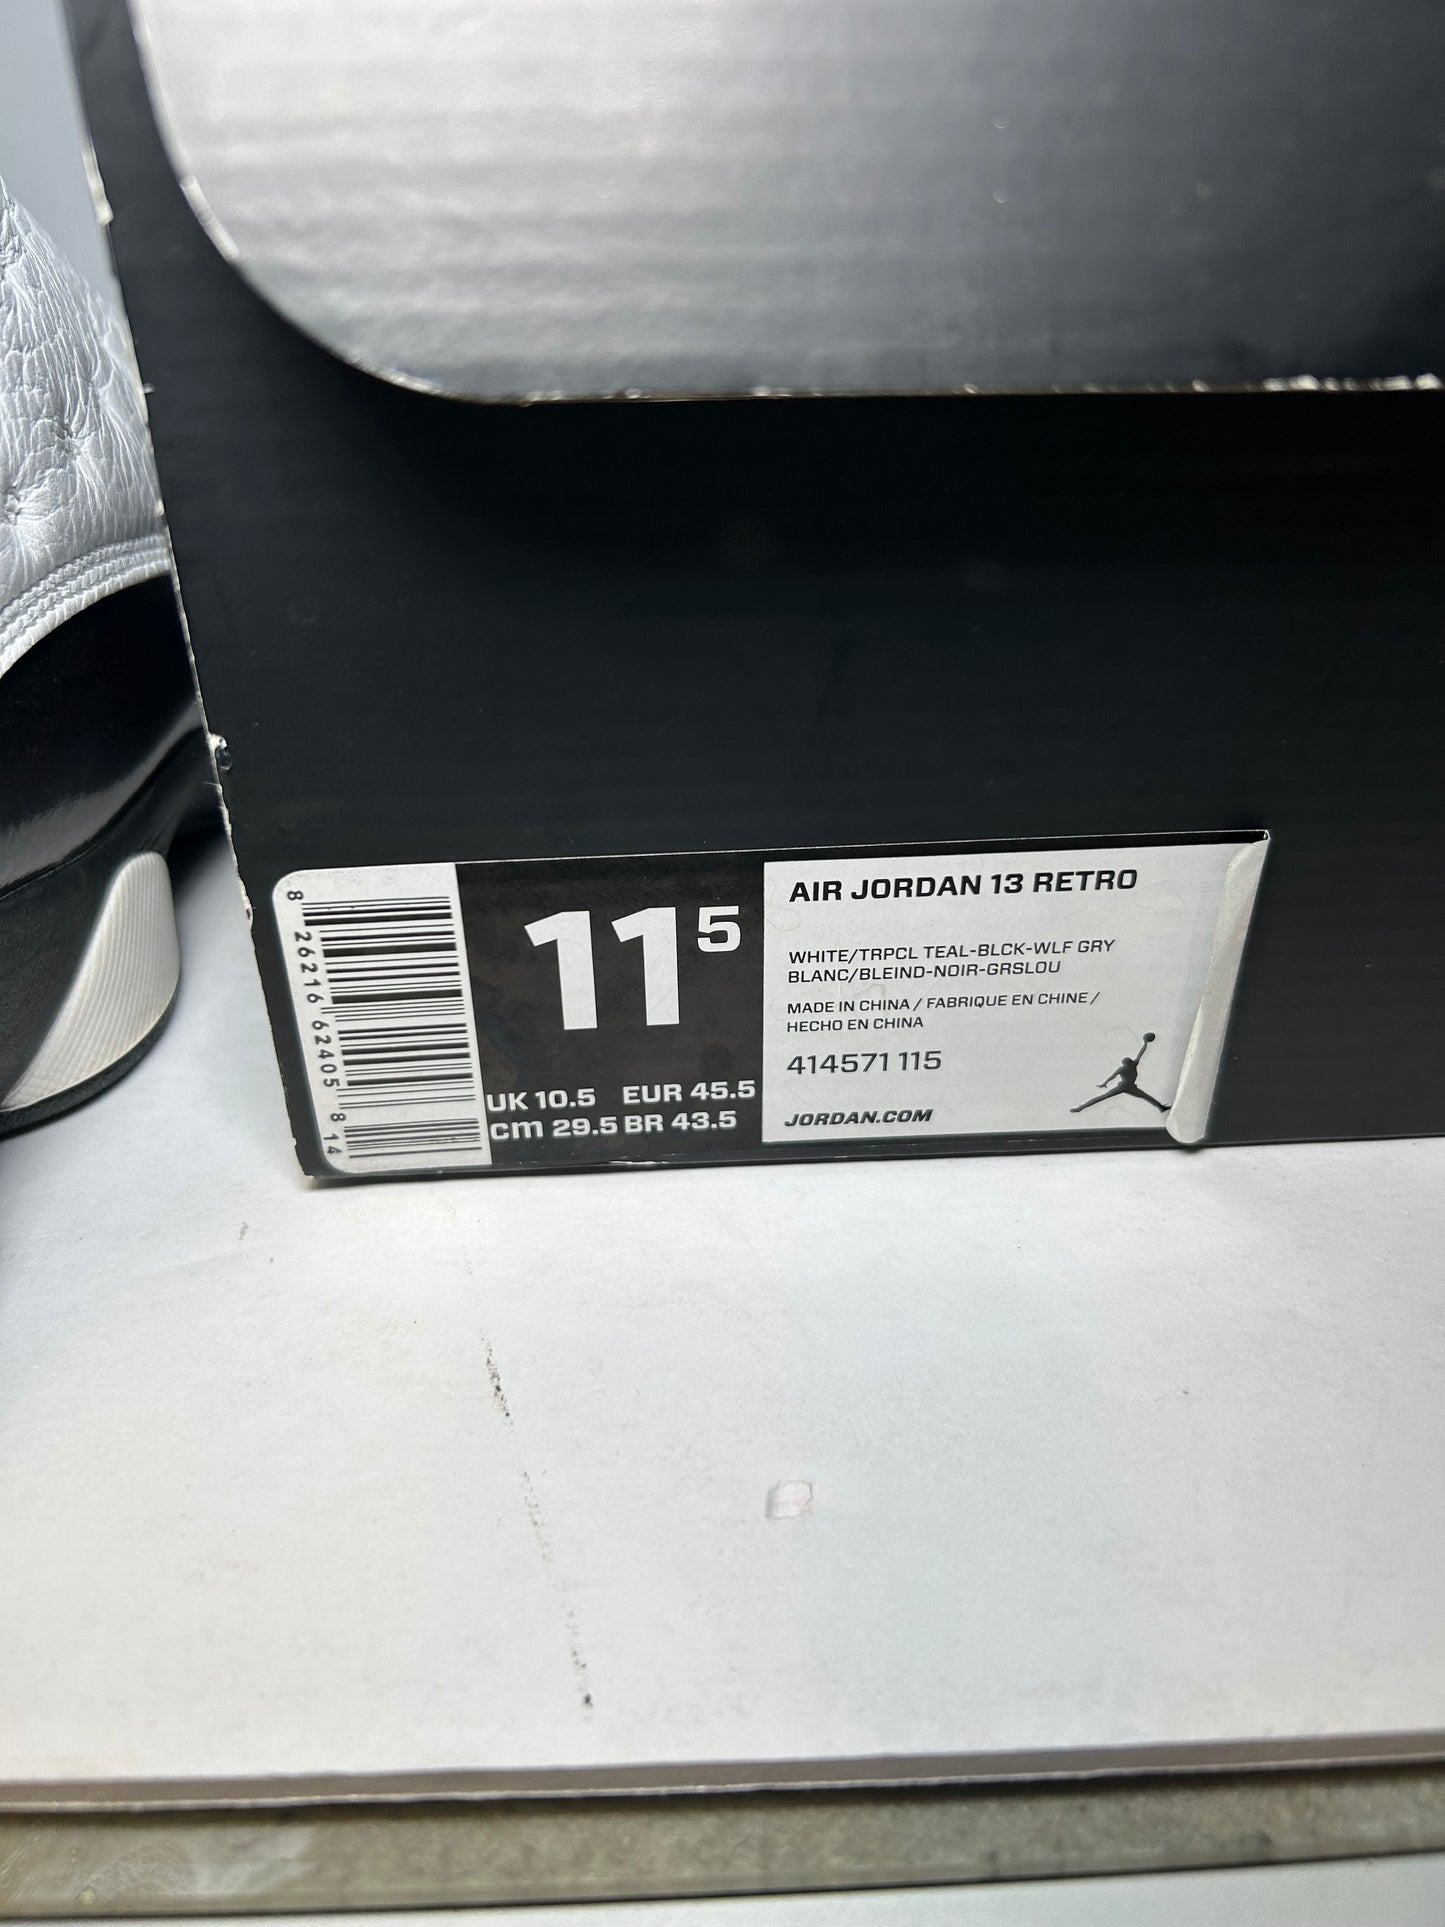 8 26216 62405 8 14
11 5
UK 10.5 EUR 45.5
cm 29.5 BR 43.5
AIR JORDAN 13 RETRO
WHITE/TRPCL TEAL-BLCK-WLF GRY
BLANC/BLEIND-NOIR-GRSLOU
MADE IN CHINA / FABRIQUE EN CHINE /
HECHO EN CHINA
414571 115
JORDAN.COM